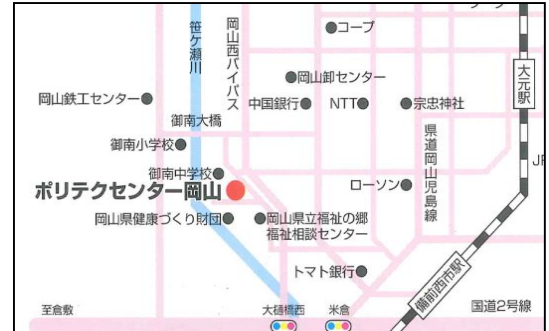 コープ
笹ヶ瀬川
岡山西バイパス
大元駅
岡山卸センター
岡山鉄工センター
中国銀行
NTT
宗忠神社
御南大橋
県道岡山児島線
御南小学校
御南中学校
ポリテクセンター岡山
ローソン
岡山県健康づくり財団
岡山県立福祉の郷
福祉相談センター
トマト銀行
備前西市駅
至倉敷
大樋橋西
米倉
国道2号線